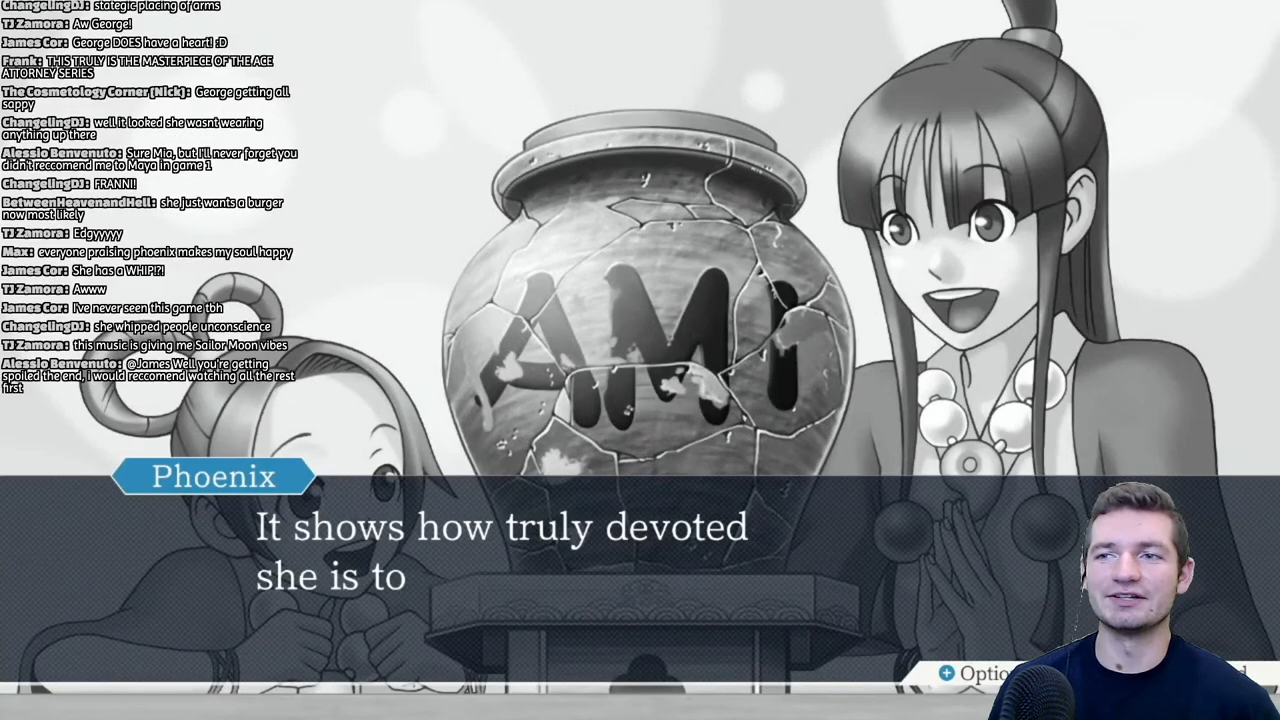 ChangelingDJ: stategic placing of arms
TJ Zamora: Aw George!
James Cor: George DOES have a heart! :D
Frank: THIS TRULY IS THE MASTERPIECE OF THE ACE
ATTORNEY SERIES
The Cosmetology Corner (Nick): George getting all
sappy
ChangelingDJ: well it looked she wasnt wearing
anything up there
Alessio Benvenuto: Sure Mia, but I'll never forget you
didn't reccomend me to Maya in game 1
ChangelingDJ: FRANNI!
BetweenHeavenandHell: she just wants a burger
now most likely
TJ Zamora: Edgyyyyy
Max: everyone praising phoenix makes my soul happy
James Cor: She has a WHIP!?!
TJ Zamora: Awww
James Cor: I've never seen this game tbh
ChangelingDJ: she whipped people unconscience
TJ Zamora: this music is giving me Sailor Moon vibes
Alessio Benvenuto: @James Well you're getting
spoiled the end, i would reccomend watching all the rest
first
AMI
Phoenix
It shows how truly devoted
she is to
Optio